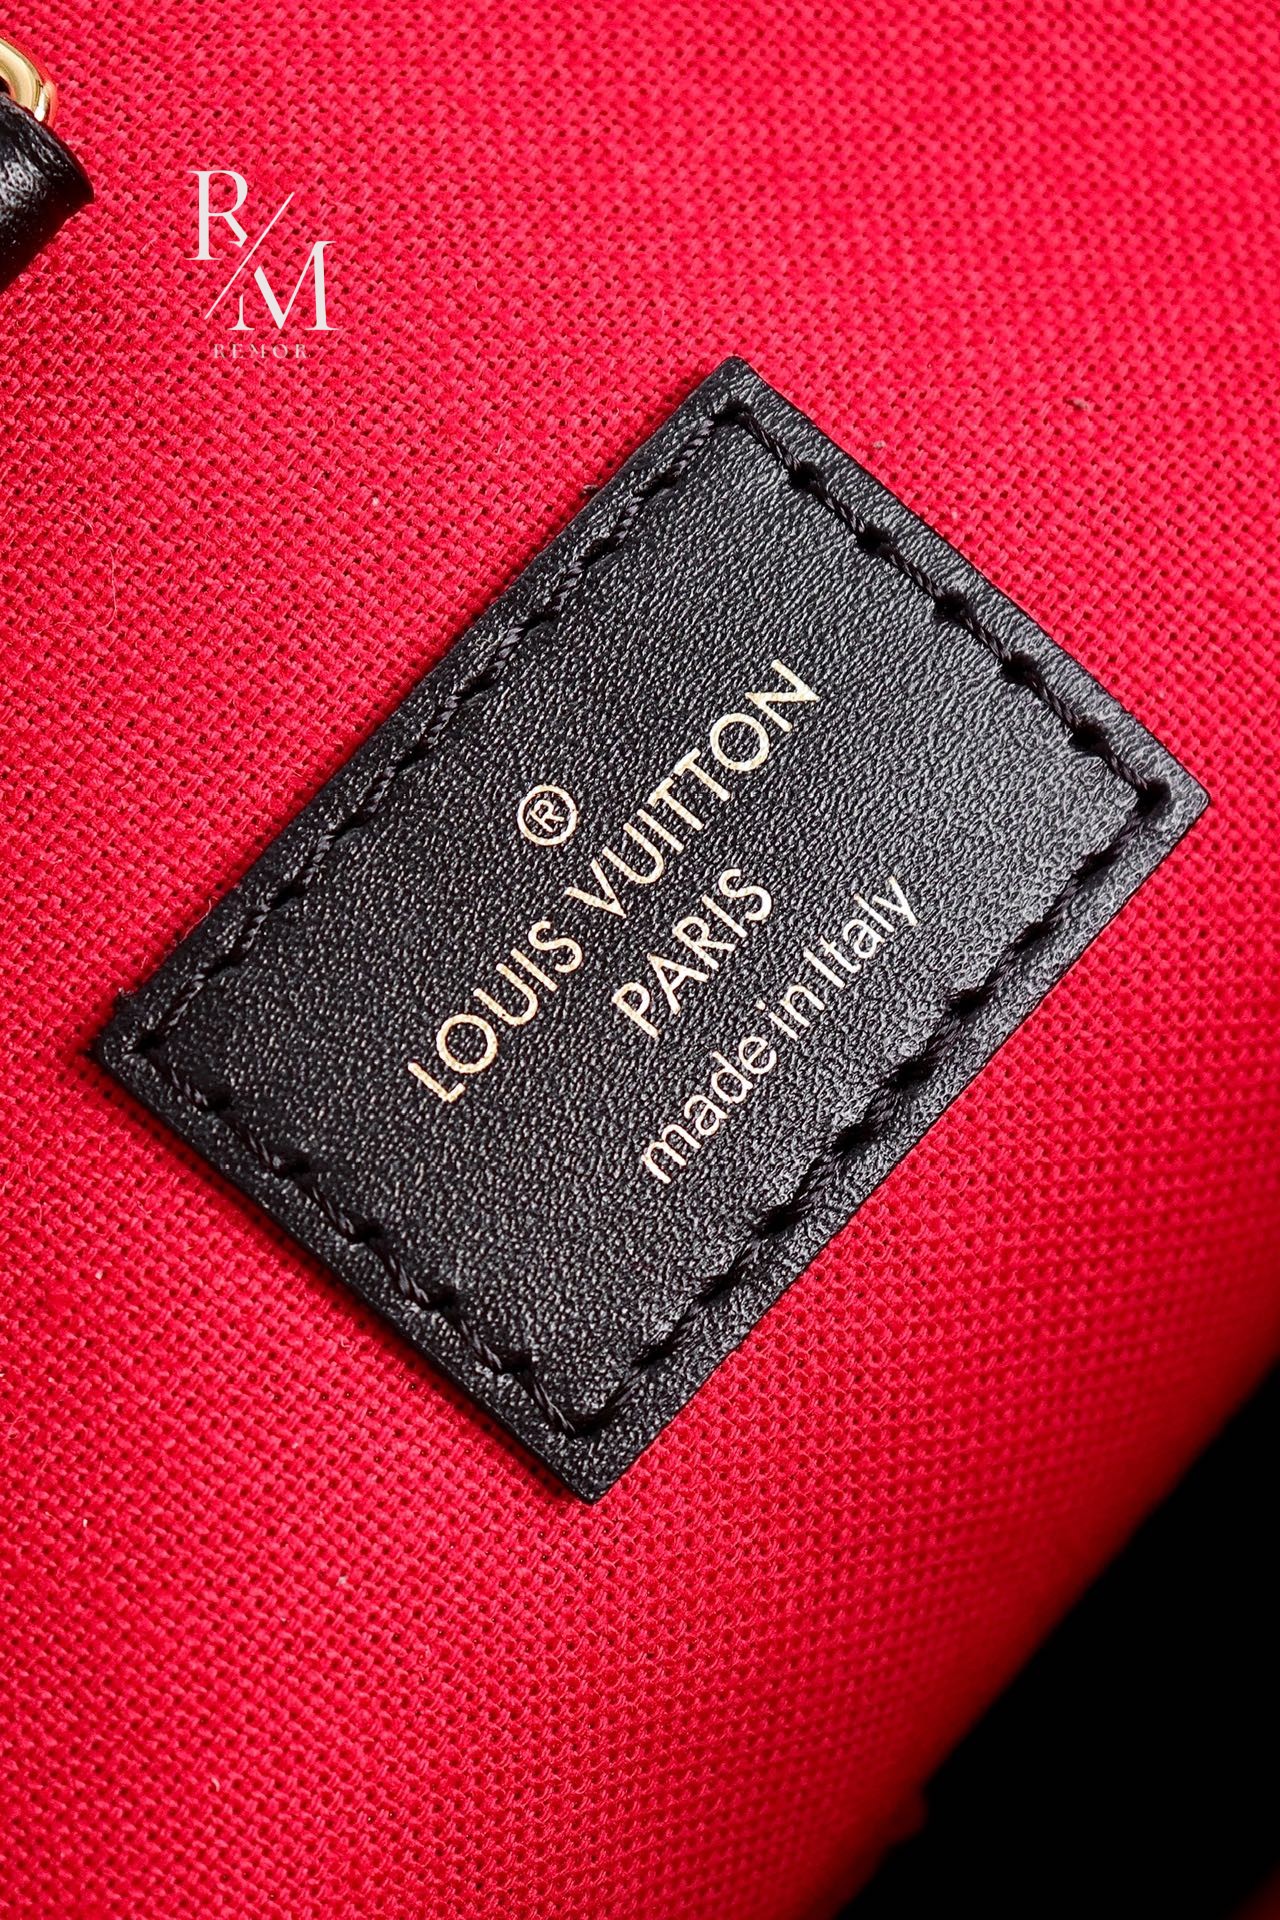 R/M
REMOR
®
LOUIS VUITTON
PARIS
made in Italy